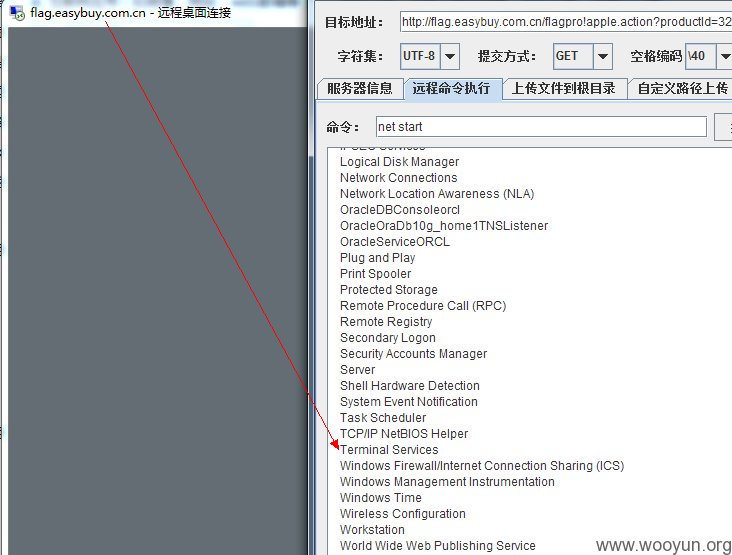 flag.easybuy.com.cn - 远程桌面连接
目标地址： http://flag.easybuy.com.cn/flagpro!apple.action?productId=32
字符集： UTF-8 提交方式： GET 空格编码 \40
服务器信息 远程命令执行 上传文件到根目录 自定义路径上传
命令： net start
Logical Disk Manager
Network Connections
Network Location Awareness (NLA)
OracleDBConsoleorcl
OracleOraDb10g_home1TNSListener
OracleServiceORCL
Plug and Play
Print Spooler
Protected Storage
Remote Procedure Call (RPC)
Remote Registry
Secondary Logon
Security Accounts Manager
Server
Shell Hardware Detection
System Event Notification
Task Scheduler
TCP/IP NetBIOS Helper
Terminal Services
Windows Firewall/Internet Connection Sharing (ICS)
Windows Management Instrumentation
Windows Time
Wireless Configuration
Workstation
World Wide Web Publishing Service
www.wooyun.org